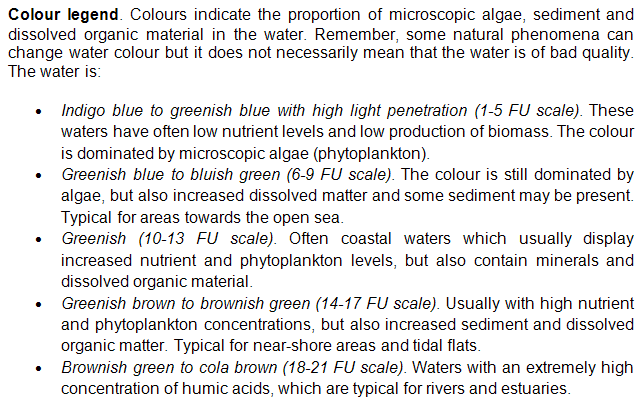 Colour legend. Colours indicate the proportion of microscopic algae, sediment and
dissolved organic material in the water. Remember, some natural phenomena can
change water colour but it does not necessarily mean that the water is of bad quality.
The water is:
• Indigo blue to greenish blue with high light penetration (1-5 FU scale). These
waters have often low nutrient levels and low production of biomass. The colour
is dominated by microscopic algae (phytoplankton).
• Greenish blue to bluish green (6-9 FU scale). The colour is still dominated by
algae, but also increased dissolved matter and some sediment may be present.
Typical for areas towards the open sea.
• Greenish (10-13 FU scale). Often coastal waters which usually display
increased nutrient and phytoplankton levels, but also contain minerals and
dissolved organic material.
• Greenish brown to brownish green (14-17 FU scale). Usually with high nutrient
and phytoplankton concentrations, but also increased sediment and dissolved
organic matter. Typical for near-shore areas and tidal flats.
• Brownish green to cola brown (18-21 FU scale). Waters with an extremely high
concentration of humic acids, which are typical for rivers and estuaries.